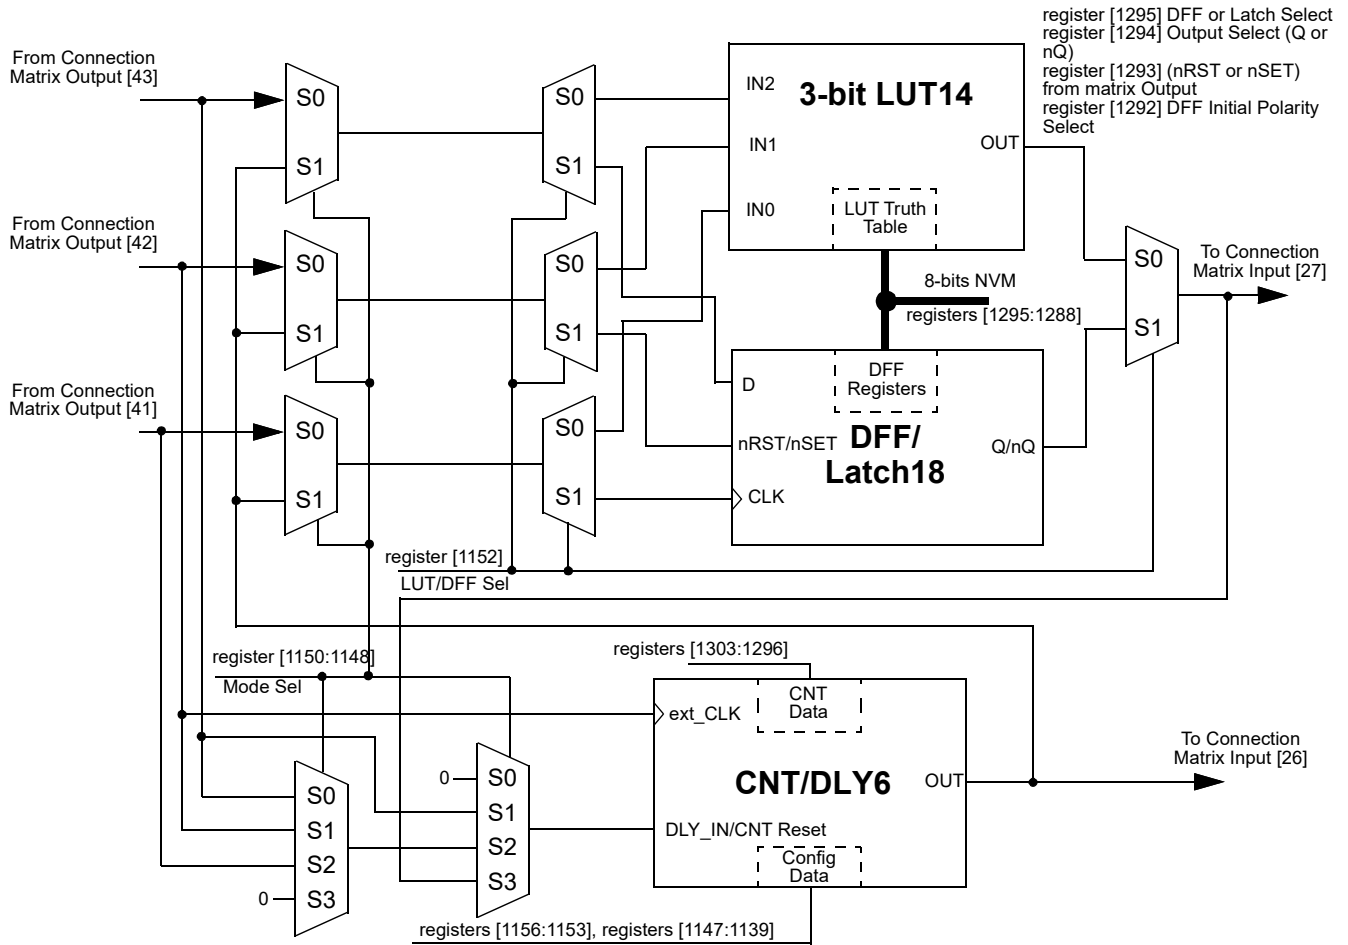 register [1295] DFF or Latch Select
register [1294] Output Select (Q or
nQ)
register [1293] (nRST or nSET)
from matrix Output
register [1292] DFF Initial Polarity
Select
From Connection
Matrix Output [43]
S0
S1
S0
S1
IN2
3-bit LUT14
IN1
OUT
IN0
LUT Truth
Table
From Connection
Matrix Output [42]
S0
S1
S0
S1
8-bits NVM
registers [1295:1288]
S0
S1
To Connection
Matrix Input [27]
From Connection
Matrix Output [41]
S0
S1
S0
S1
D
DFF
Registers
nRST/nSET
DFF/
Latch18
Q/nQ
CLK
register [1152]
LUT/DFF Sel
register [1150:1148]
Mode Sel
registers [1303:1296]
CNT
Data
ext_CLK
CNT/DLY6
OUT
To Connection
Matrix Input [26]
DLY_IN/CNT Reset
Config
Data
S0
S1
S2
0
S3
0
S0
S1
S2
S3
registers [1156:1153], registers [1147:1139]